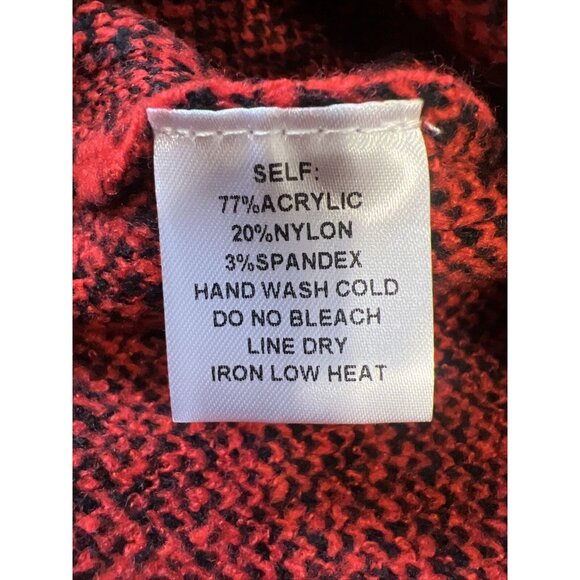 SELF:
77%ACRYLIC
20%NYLON
3%SPANDEX
HAND WASH COLD
DO NO BLEACH
LINE DRY
IRON LOW HEAT